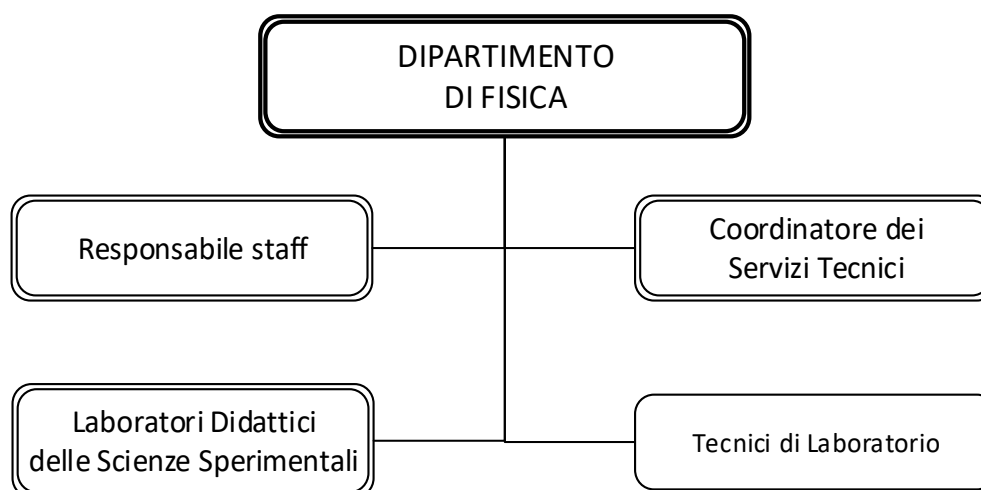 DIPARTIMENTO
DI FISICA
Responsabile staff
Coordinatore dei
Servizi Tecnici
Laboratori Didattici
delle Scienze Sperimentali
Tecnici di Laboratorio